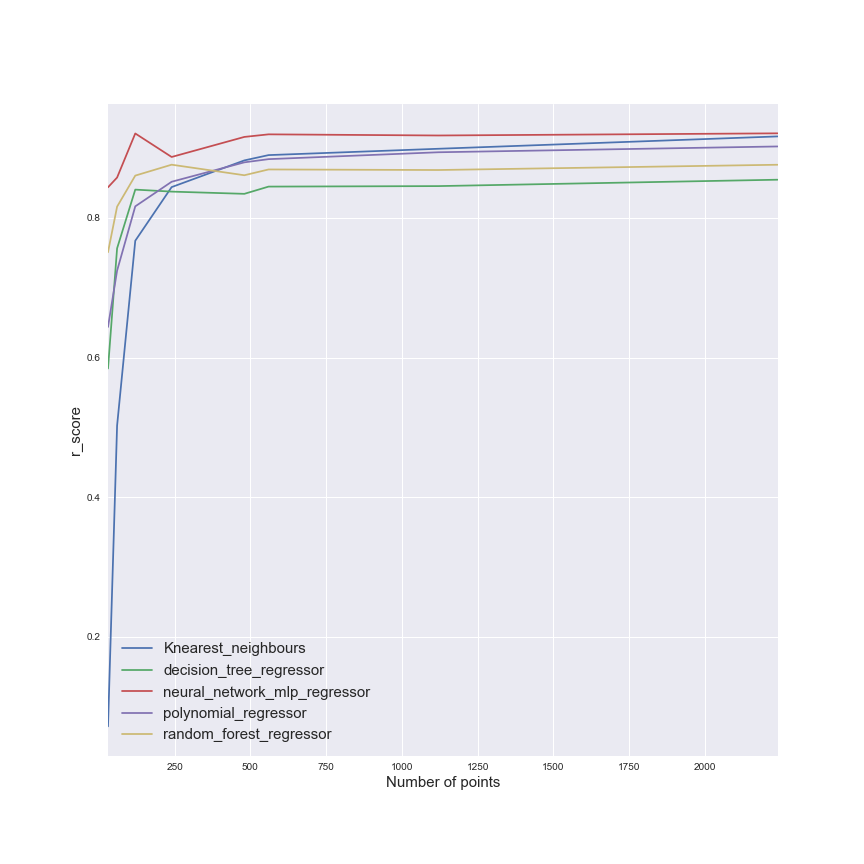 0.8
0.6
r_score
0.4
0.2
Knearest_neighbours
decision_tree_regressor
neural_network_mlp_regressor
polynomial_regressor
random_forest_regressor
250 500 750 1000 1250 1500 1750 2000
Number of points